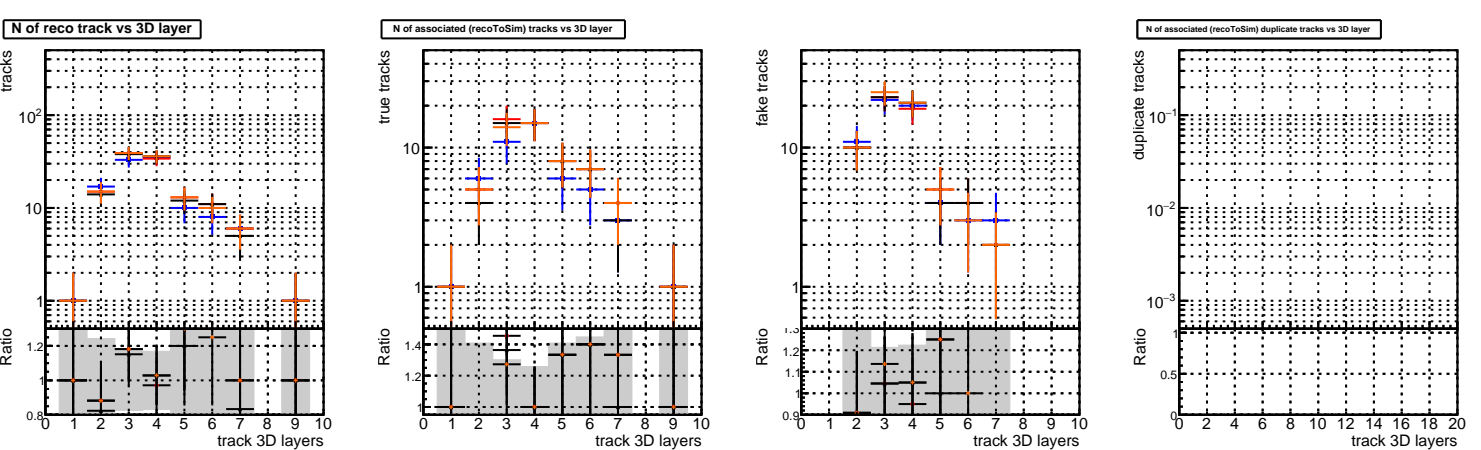 N of reco track vs 3D layer
tracks
10²
10
1
Ratio
1.2
1
0.8
0 1 2 3 4 5 6 7 8 9 10
track 3D layers
N of associated (recoToSim) tracks vs 3D layer
true tracks
10
1
Ratio
1.4
1.2
1
0 1 2 3 4 5 6 7 8 9 10
track 3D layers
fake tracks
10
1
Ratio
1.3
1.2
1.1
1.0
0.9
0 1 2 3 4 5 6 7 8 9 10
track 3D layers
N of associated (recoToSim) duplicate tracks vs 3D layer
duplicate tracks
10⁻¹
10⁻²
10⁻³
Ratio
1
0.5
0
0 2 4 6 8 10 12 14 16 18 20
track 3D layers